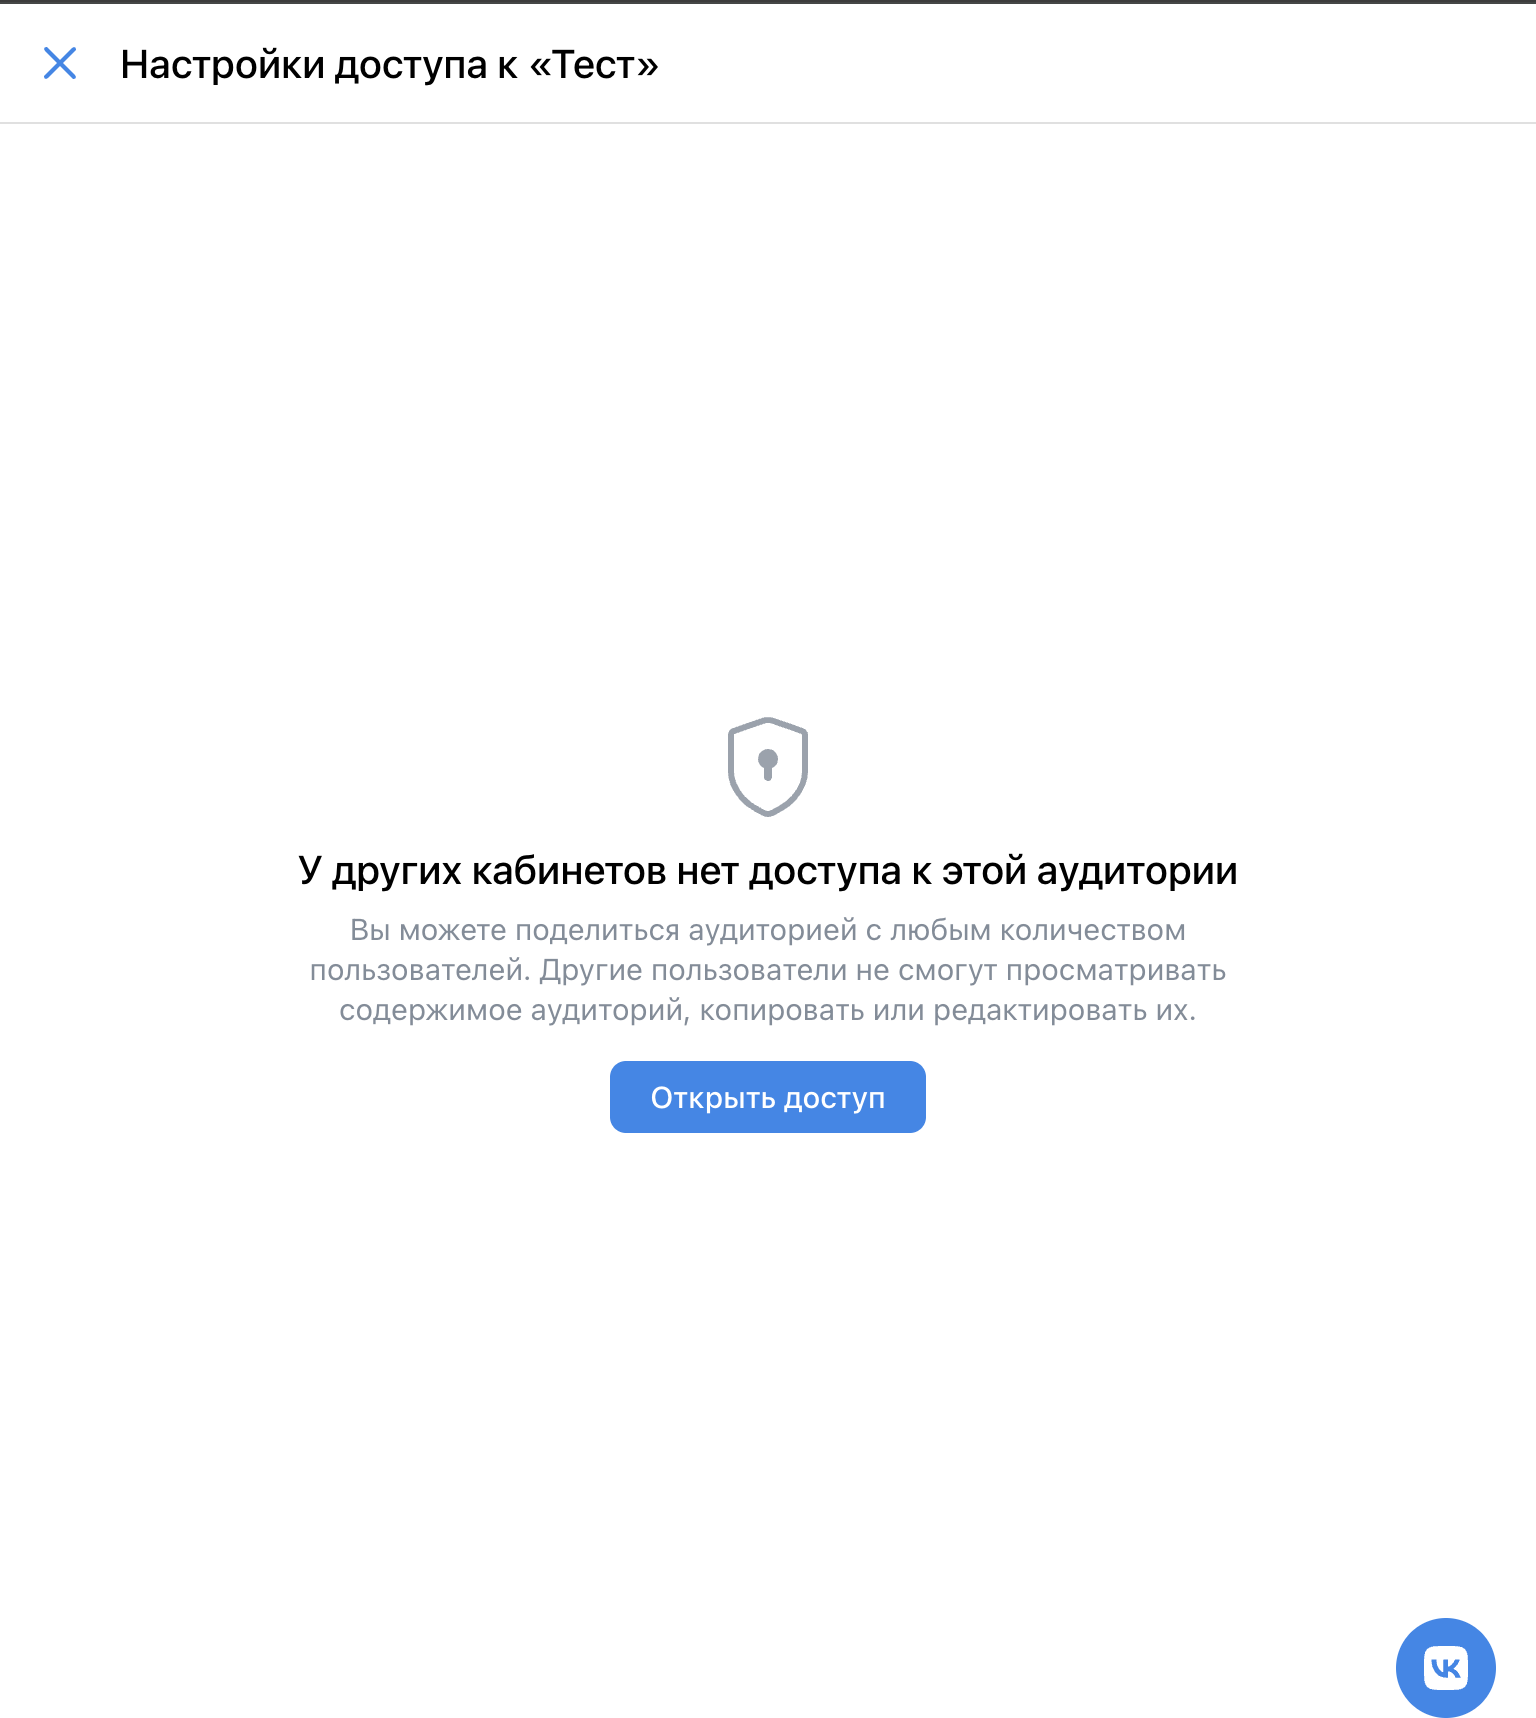 Настройки доступа к «Тест»
У других кабинетов нет доступа к этой аудитории
Вы можете поделиться аудиторией с любым количеством
пользователей. Другие пользователи не смогут просматривать
содержимое аудиторий, копировать или редактировать их.
Открыть доступ